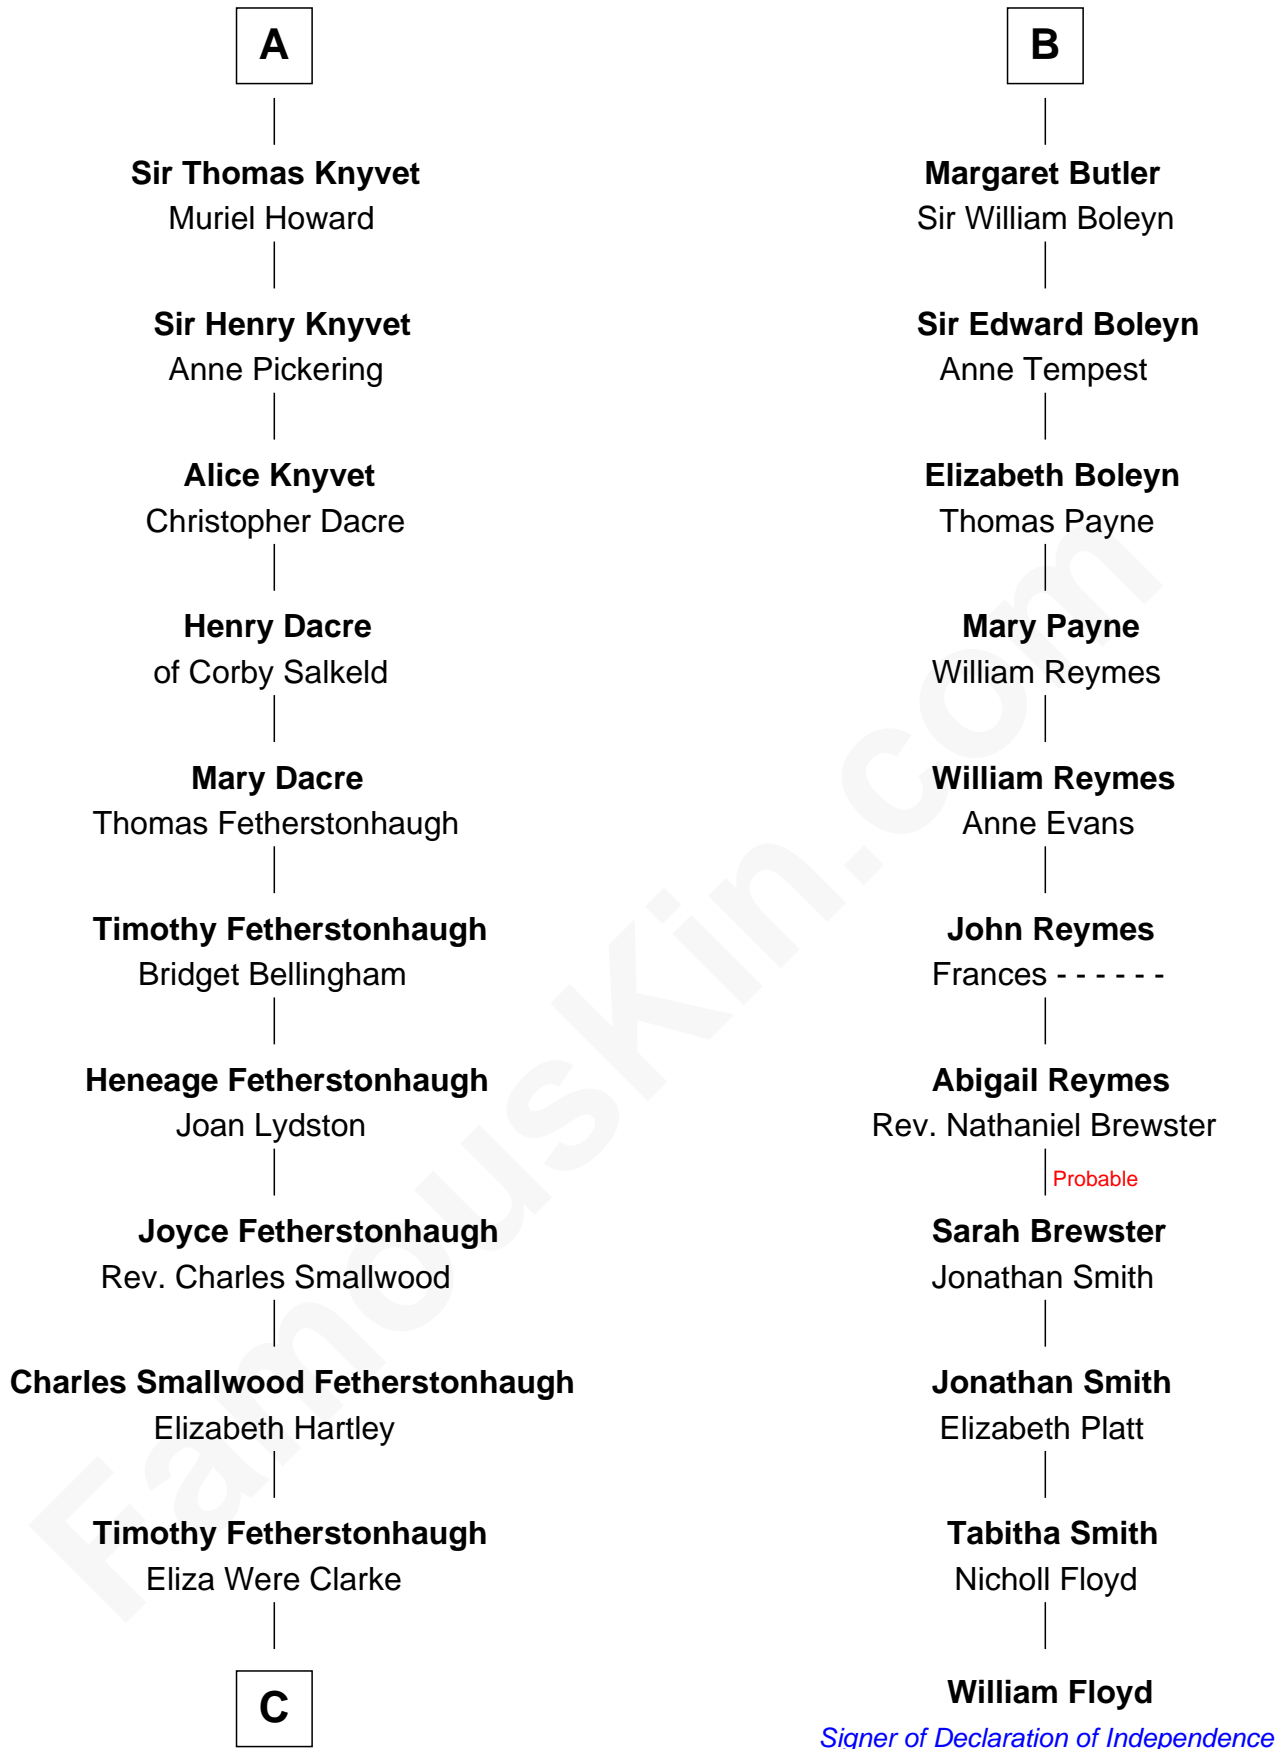 A
Sir Thomas Knyvet
Muriel Howard
Sir Henry Knyvet
Anne Pickering
Alice Knyvet
Christopher Dacre
Henry Dacre
of Corby Salkeld
Mary Dacre
Thomas Fetherstonhaugh
Timothy Fetherstonhaugh
Bridget Bellingham
Heneage Fetherstonhaugh
Joan Lydston
Joyce Fetherstonhaugh
Rev. Charles Smallwood
Charles Smallwood Fetherstonhaugh
Elizabeth Hartley
Timothy Fetherstonhaugh
Eliza Were Clarke
C
B
Margaret Butler
Sir William Boleyn
Sir Edward Boleyn
Anne Tempest
Elizabeth Boleyn
Thomas Payne
Mary Payne
William Reymes
William Reymes
Anne Evans
John Reymes
Frances - - - - - -
Abigail Reymes
Rev. Nathaniel Brewster
Probable
Sarah Brewster
Jonathan Smith
Jonathan Smith
Elizabeth Platt
Tabitha Smith
Nicholl Floyd
William Floyd
Signer of Declaration of Independence
FamousKin.com